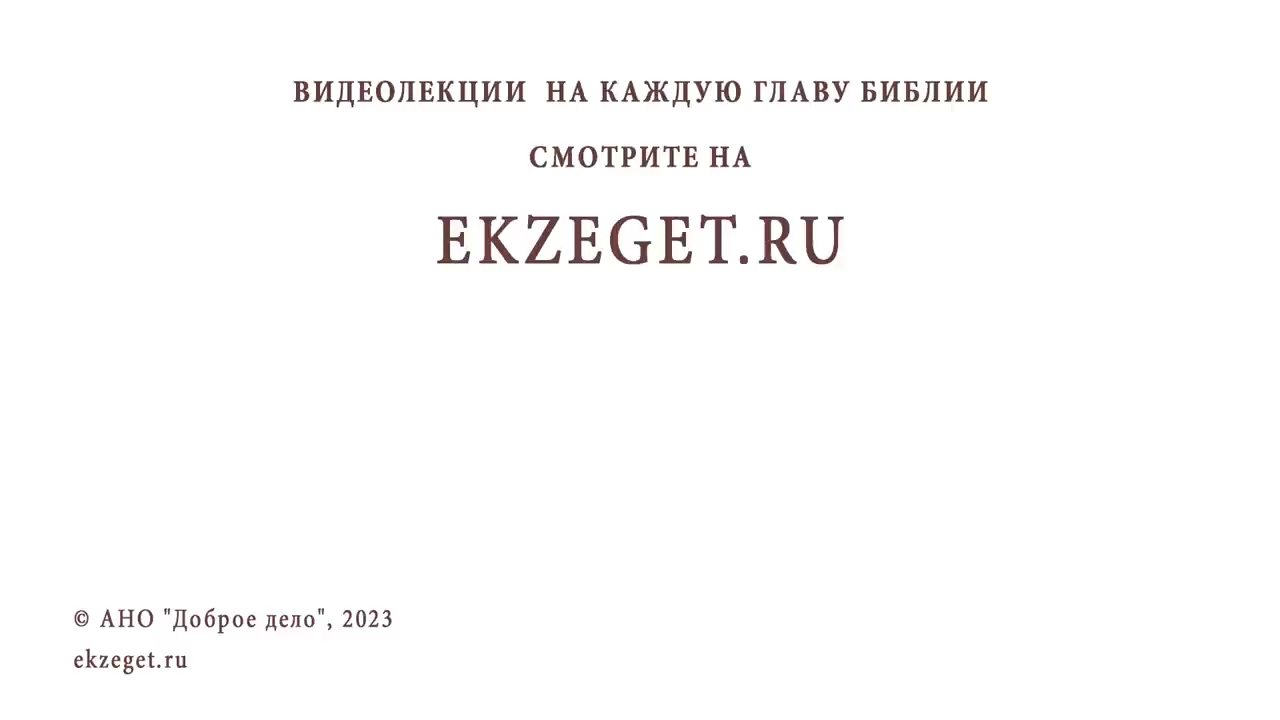 ВИДЕОЛЕКЦИИ НА КАЖДУЮ ГЛАВУ БИБЛИИ
СМОТРИТЕ НА
EKZEGET.RU
© АНО "Доброе дело", 2023
ekzeget.ru